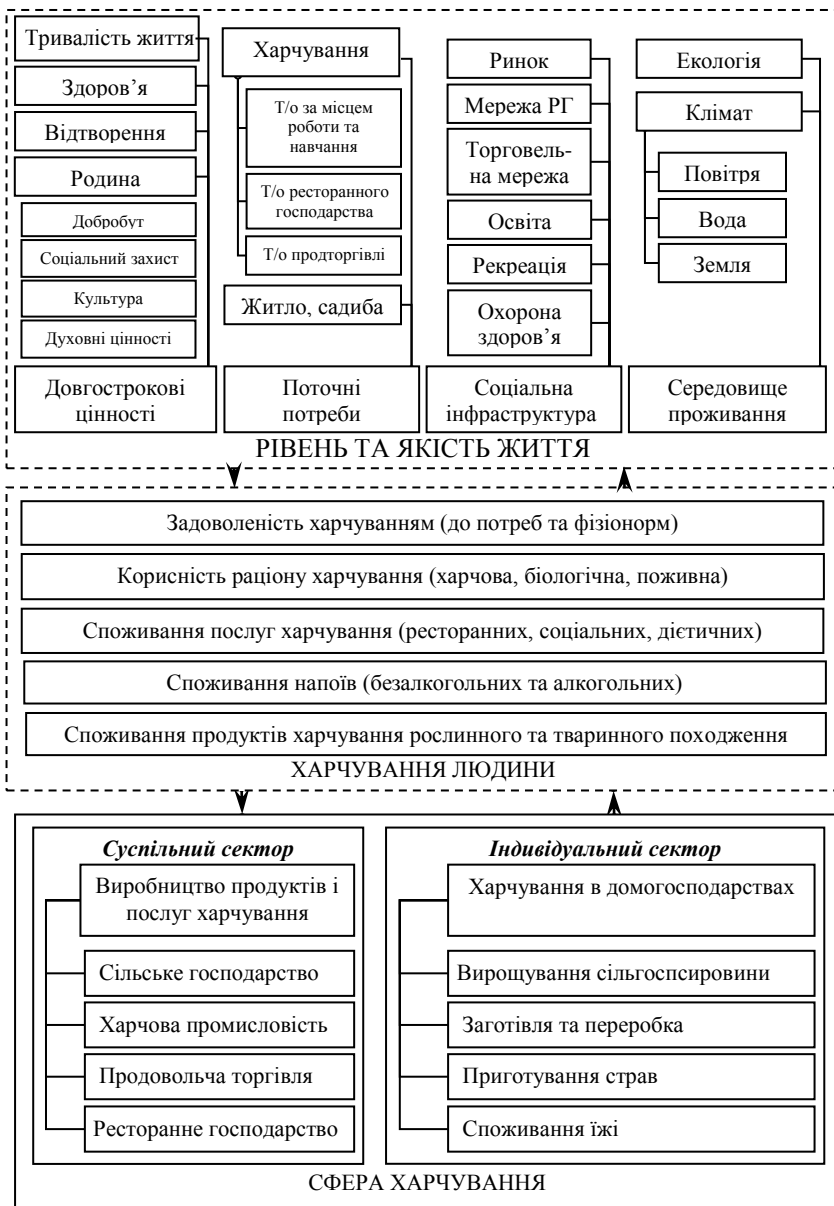 Тривалість життя
Здоров’я
Відтворення
Родина
Добробут
Соціальний захист
Культура
Духовні цінності
Довгострокові
цінності
Харчування
Т/о за місцем
роботи та
навчання
Т/о ресторанного
господарства
Т/о продторгівлі
Житло, садиба
Поточні
потреби
Ринок
Мережа РГ
Торговель-
на мережа
Освіта
Рекреація
Охорона
здоров’я
Соціальна
інфраструктура
Екологія
Клімат
Повітря
Вода
Земля
Середовище
проживання
РІВЕНЬ ТА ЯКІСТЬ ЖИТТЯ
Задоволеність харчуванням (до потреб та фізіонорм)
Корисність раціону харчування (харчова, біологічна, поживна)
Споживання послуг харчування (ресторанних, соціальних, дієтичних)
Споживання напоїв (безалкогольних та алкогольних)
Споживання продуктів харчування рослинного та тваринного походження
ХАРЧУВАННЯ ЛЮДИНИ
Суспільний сектор
Виробництво продуктів і
послуг харчування
Сільське господарство
Харчова промисловість
Продовольча торгівля
Ресторанне господарство
Індивідуальний сектор
Харчування в домогосподарствах
Вирощування сільгоспсировини
Заготівля та переробка
Приготування страв
Споживання їжі
СФЕРА ХАРЧУВАННЯ